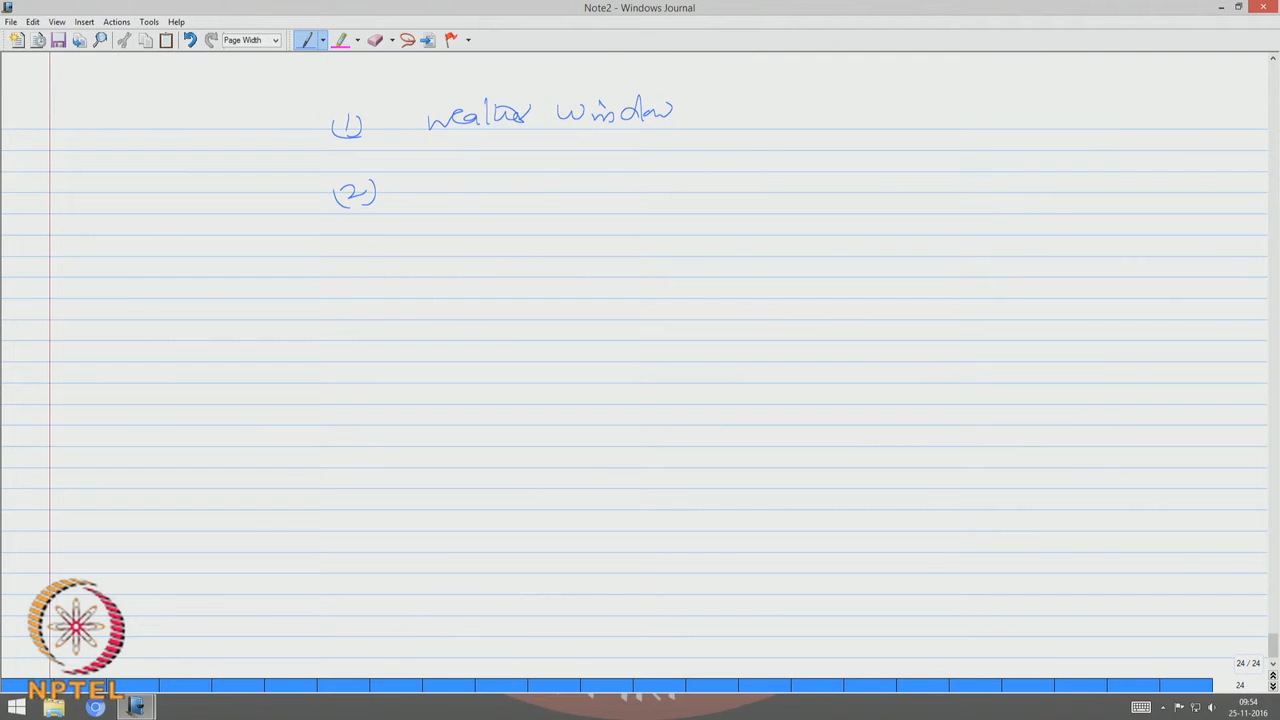 Note2 - Windows Journal
File Edit View Insert Actions Tools Help
Page Width
(1) weather window
(2)
24 / 24
24
NPTEL
09:54
25-11-2016